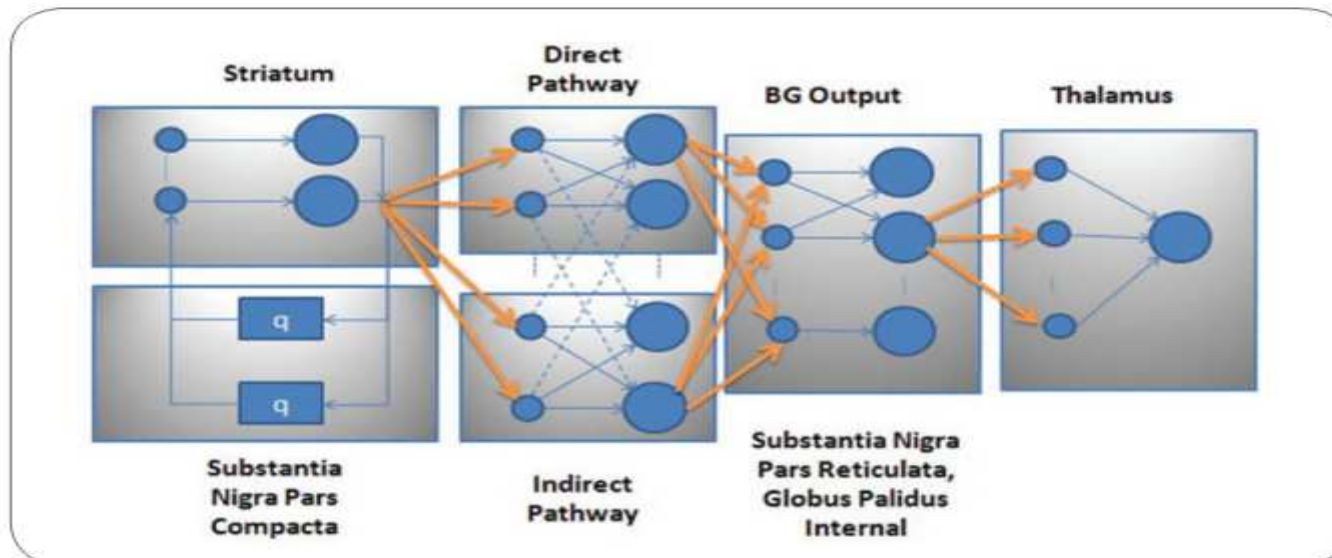 Striatum
Direct
Pathway
BG Output
Thalamus
q
q
Substantia
Nigra Pars
Compacta
Indirect
Pathway
Substantia Nigra
Pars Reticulata,
Globus Palidus
Internal